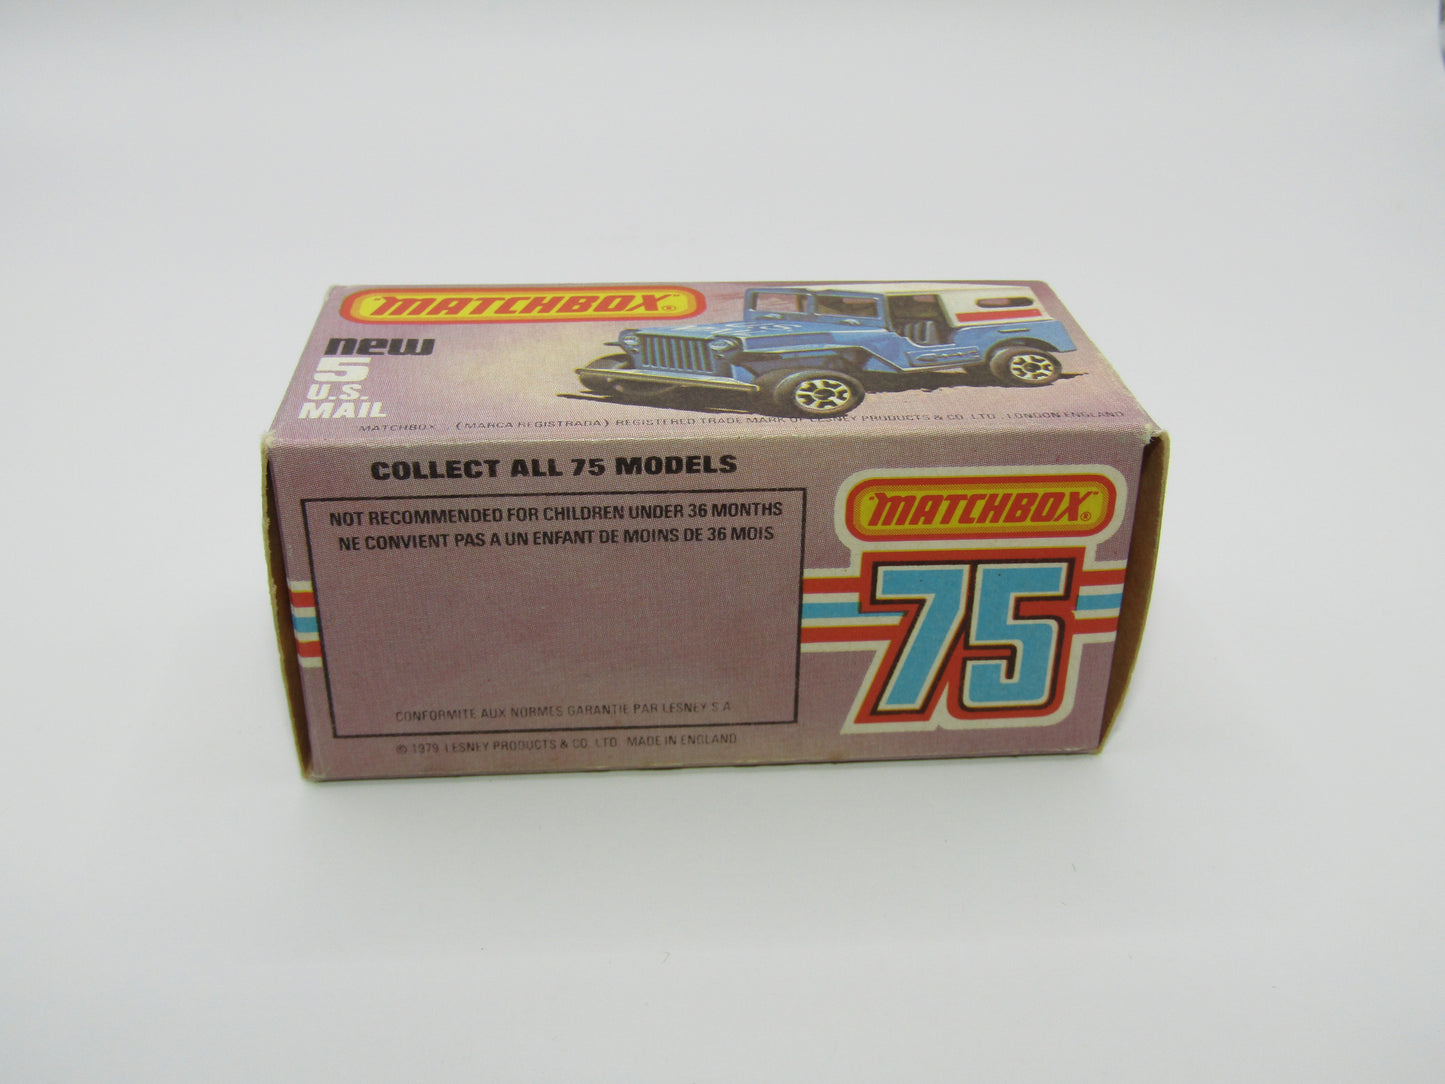 "MATCHBOX"®
new
5
U.S.
MAIL
MATCHBOX (MARCA REGISTRADA) REGISTERED TRADE MARK OF LESNEY PRODUCTS & CO. LTD., LONDON ENGLAND
COLLECT ALL 75 MODELS
NOT RECOMMENDED FOR CHILDREN UNDER 36 MONTHS
NE CONVIENT PAS A UN ENFANT DE MOINS DE 36 MOIS
CONFORMITE AUX NORMES GARANTIE PAR LESNEY S.A
© 1979 LESNEY PRODUCTS & CO. LTD. MADE IN ENGLAND
"MATCHBOX"®
75